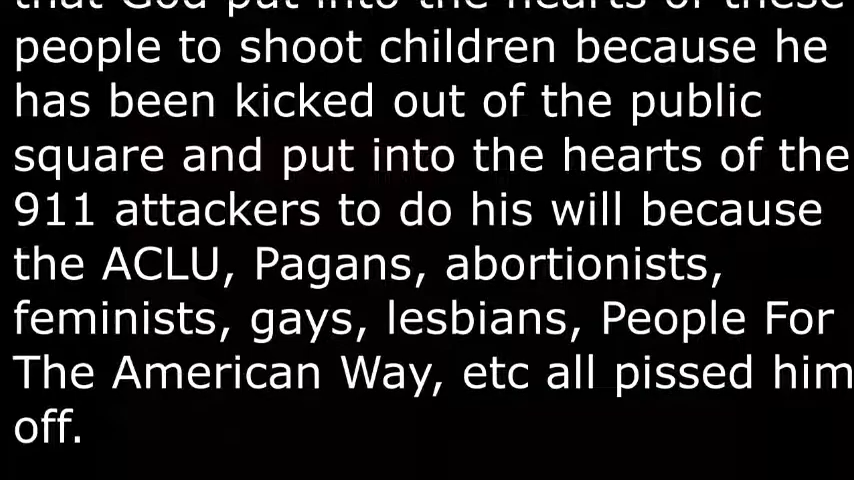 that God put into the hearts of these
people to shoot children because he
has been kicked out of the public
square and put into the hearts of the
911 attackers to do his will because
the ACLU, Pagans, abortionists,
feminists, gays, lesbians, People For
The American Way, etc all pissed him
off.